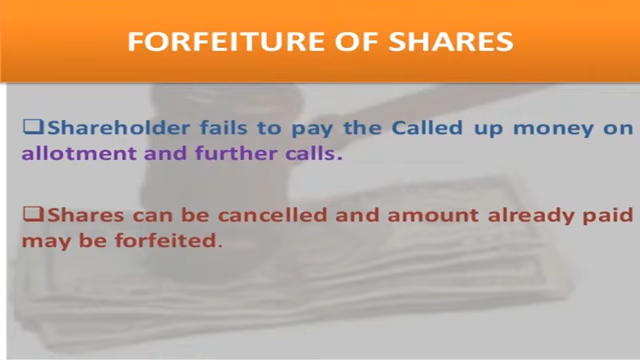 FORFEITURE OF SHARES
❑Shareholder fails to pay the Called up money on
allotment and further calls.
❑Shares can be cancelled and amount already paid
may be forfeited.